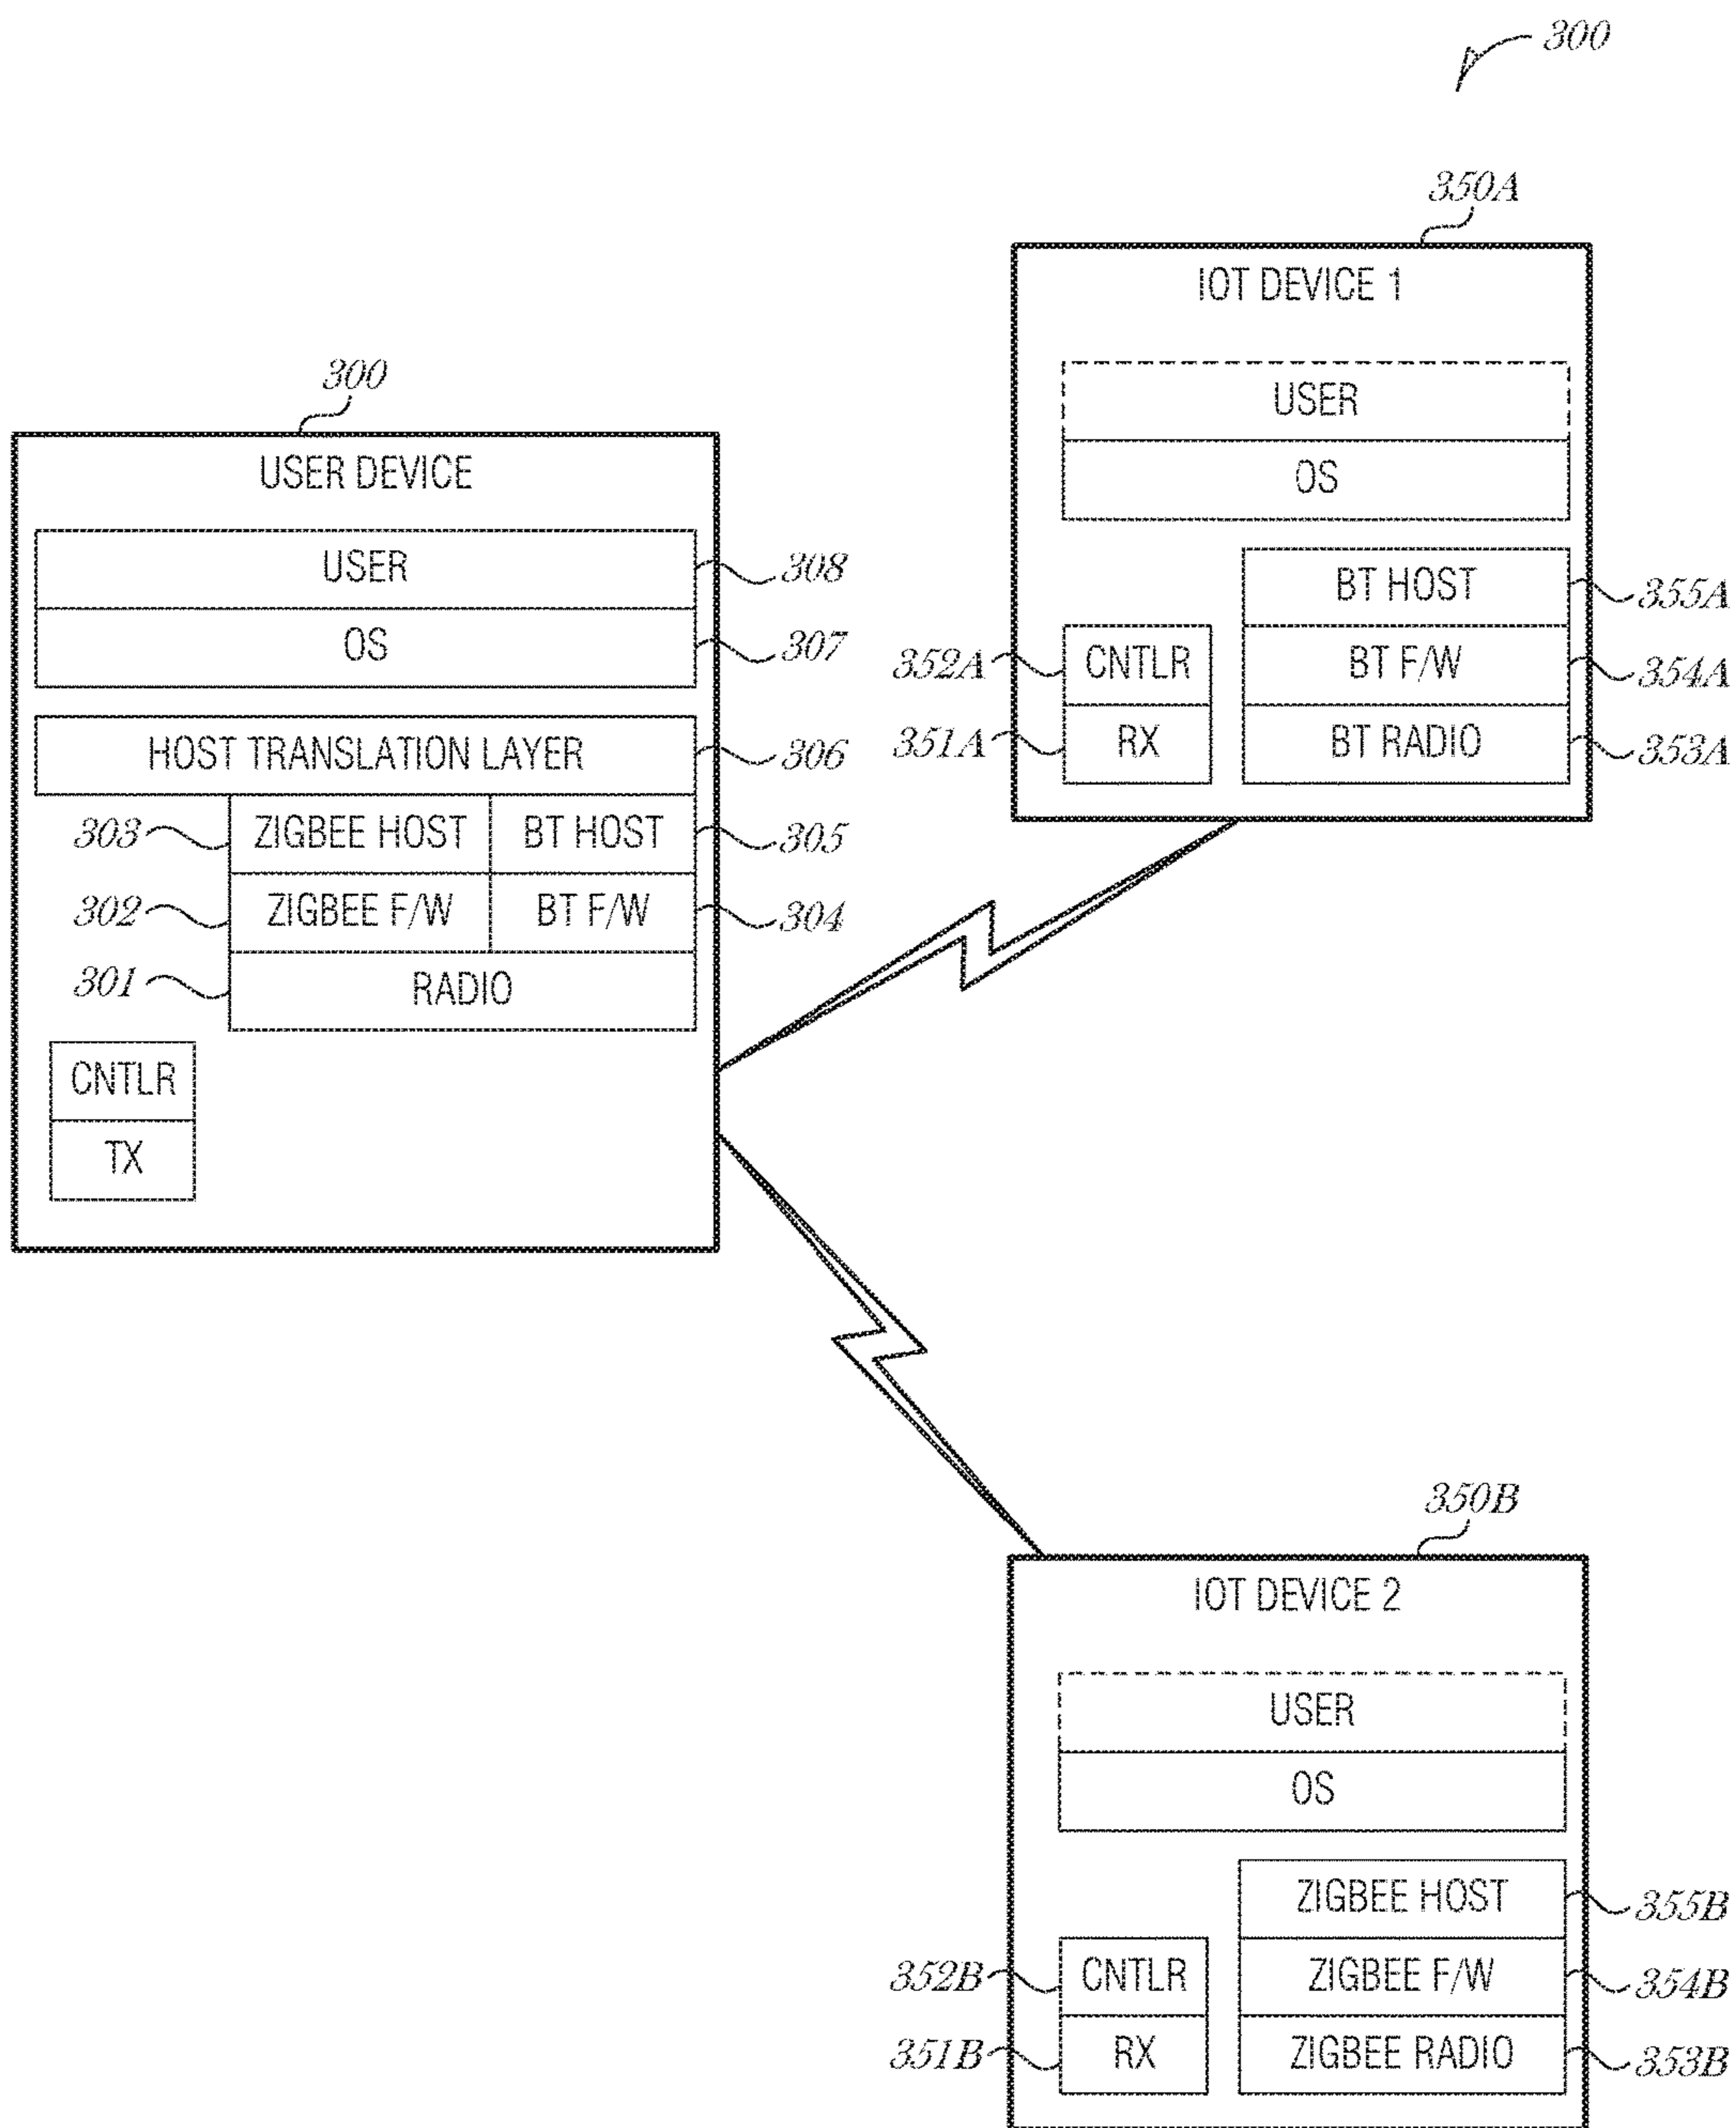 300
350A
IOT DEVICE 1
USER
OS
BT HOST
355A
352A
CNTLR
BT F/W
354A
351A
RX
BT RADIO
353A
300
USER DEVICE
USER
308
OS
307
HOST TRANSLATION LAYER
306
303
ZIGBEE HOST
BT HOST
305
302
ZIGBEE F/W
BT F/W
304
301
RADIO
CNTLR
TX
350B
IOT DEVICE 2
USER
OS
ZIGBEE HOST
355B
352B
CNTLR
ZIGBEE F/W
354B
351B
RX
ZIGBEE RADIO
353B